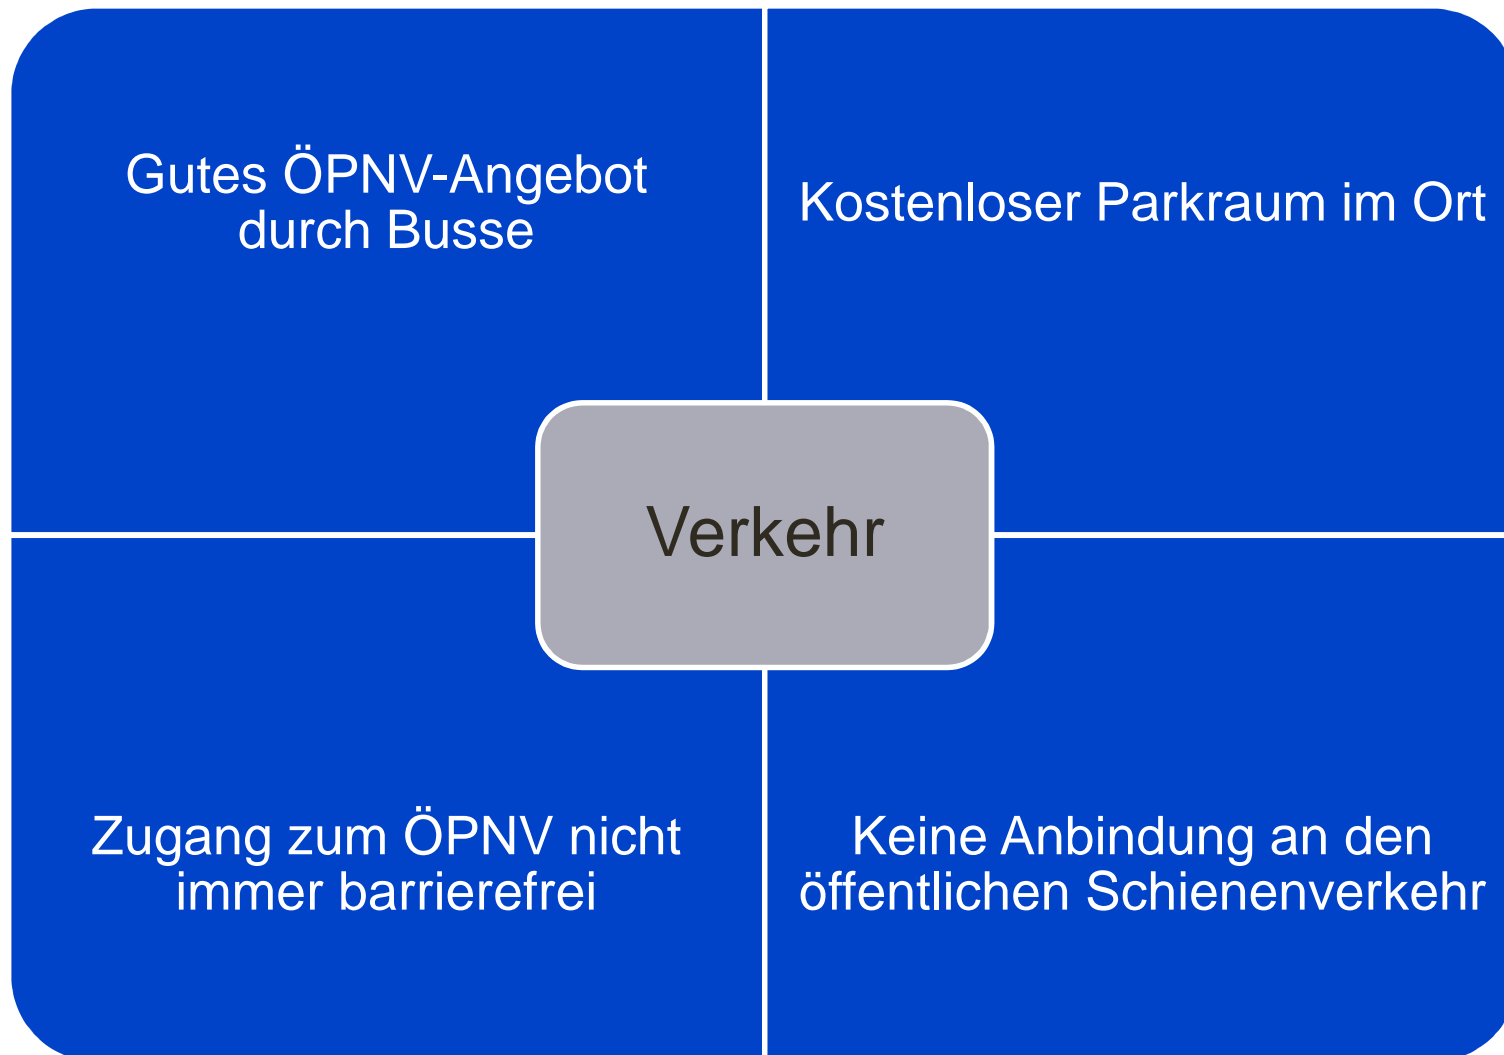 Gutes ÖPNV-Angebot
durch Busse
Kostenloser Parkraum im Ort
Verkehr
Zugang zum ÖPNV nicht
immer barrierefrei
Keine Anbindung an den
öffentlichen Schienenverkehr